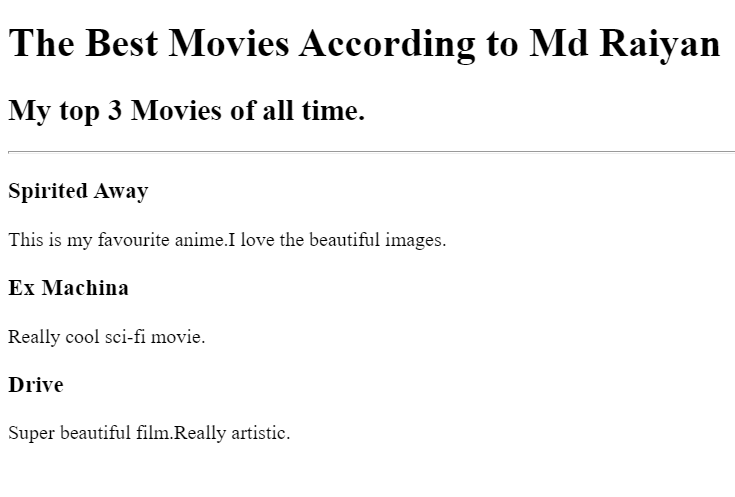 The Best Movies According to Md Raiyan
My top 3 Movies of all time.
Spirited Away
This is my favourite anime.I love the beautiful images.
Ex Machina
Really cool sci-fi movie.
Drive
Super beautiful film.Really artistic.